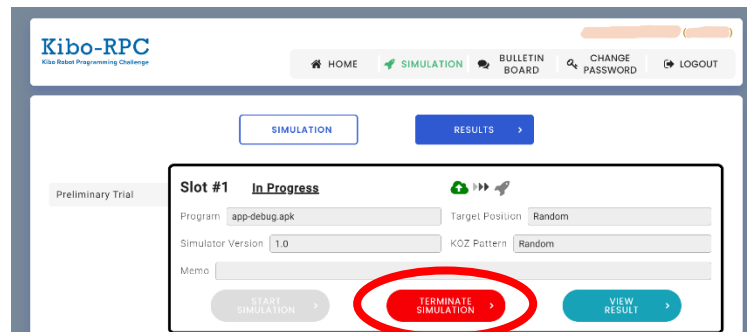 Kibo-RPC
Kibo Robot Programming Challenge
( )
HOME
SIMULATION
BULLETIN
BOARD
CHANGE
PASSWORD
LOGOUT
SIMULATION
RESULTS >
Preliminary Trial
Slot #1 In Progress
Program app-debug.apk
Target Position Random
Simulator Version 1.0
KOZ Pattern Random
Memo
START
SIMULATION >
TERMINATE
SIMULATION >
VIEW
RESULT >